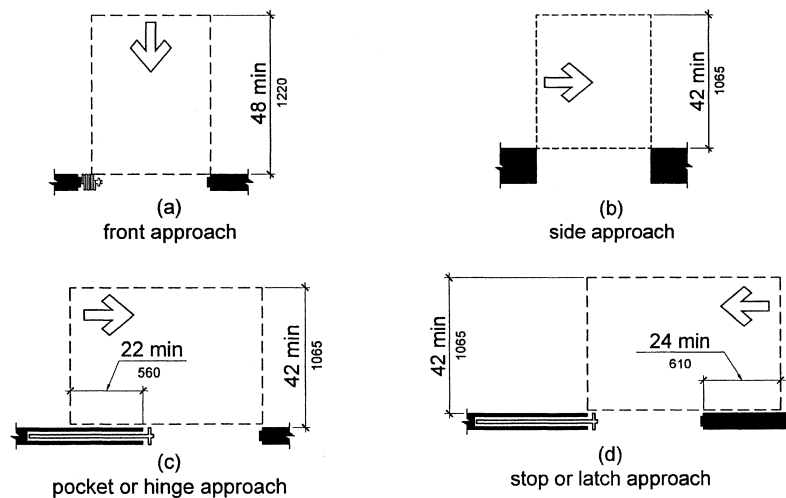 48 min
1220
(a)
front approach
42 min
1065
(b)
side approach
22 min
560
42 min
1065
(c)
pocket or hinge approach
42 min
1065
24 min
610
(d)
stop or latch approach